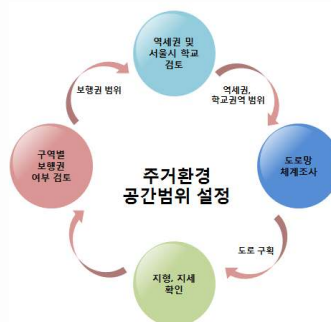 역세권 및
서울시 학교
검토
보행권 범위
역세권,
학교권역 범위
구역별
보행권
여부 검토
주거환경
공간범위 설정
도로망
체계조사
도로 구획
지형, 지세
확인